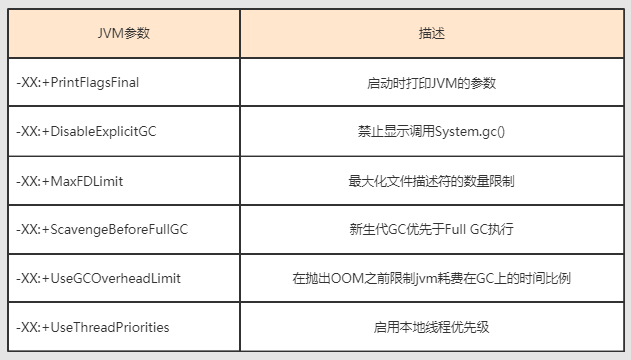 JVM参数 描述
-XX:+PrintFlagsFinal 启动时打印JVM的参数
-XX:+DisableExplicitGC 禁止显示调用System.gc()
-XX:+MaxFDLimit 最大化文件描述符的数量限制
-XX:+ScavengeBeforeFullGC 新生代GC优先于Full GC执行
-XX:+UseGCOverheadLimit 在抛出OOM之前限制jvm耗费在GC上的时间比例
-XX:+UseThreadPriorities 启用本地线程优先级